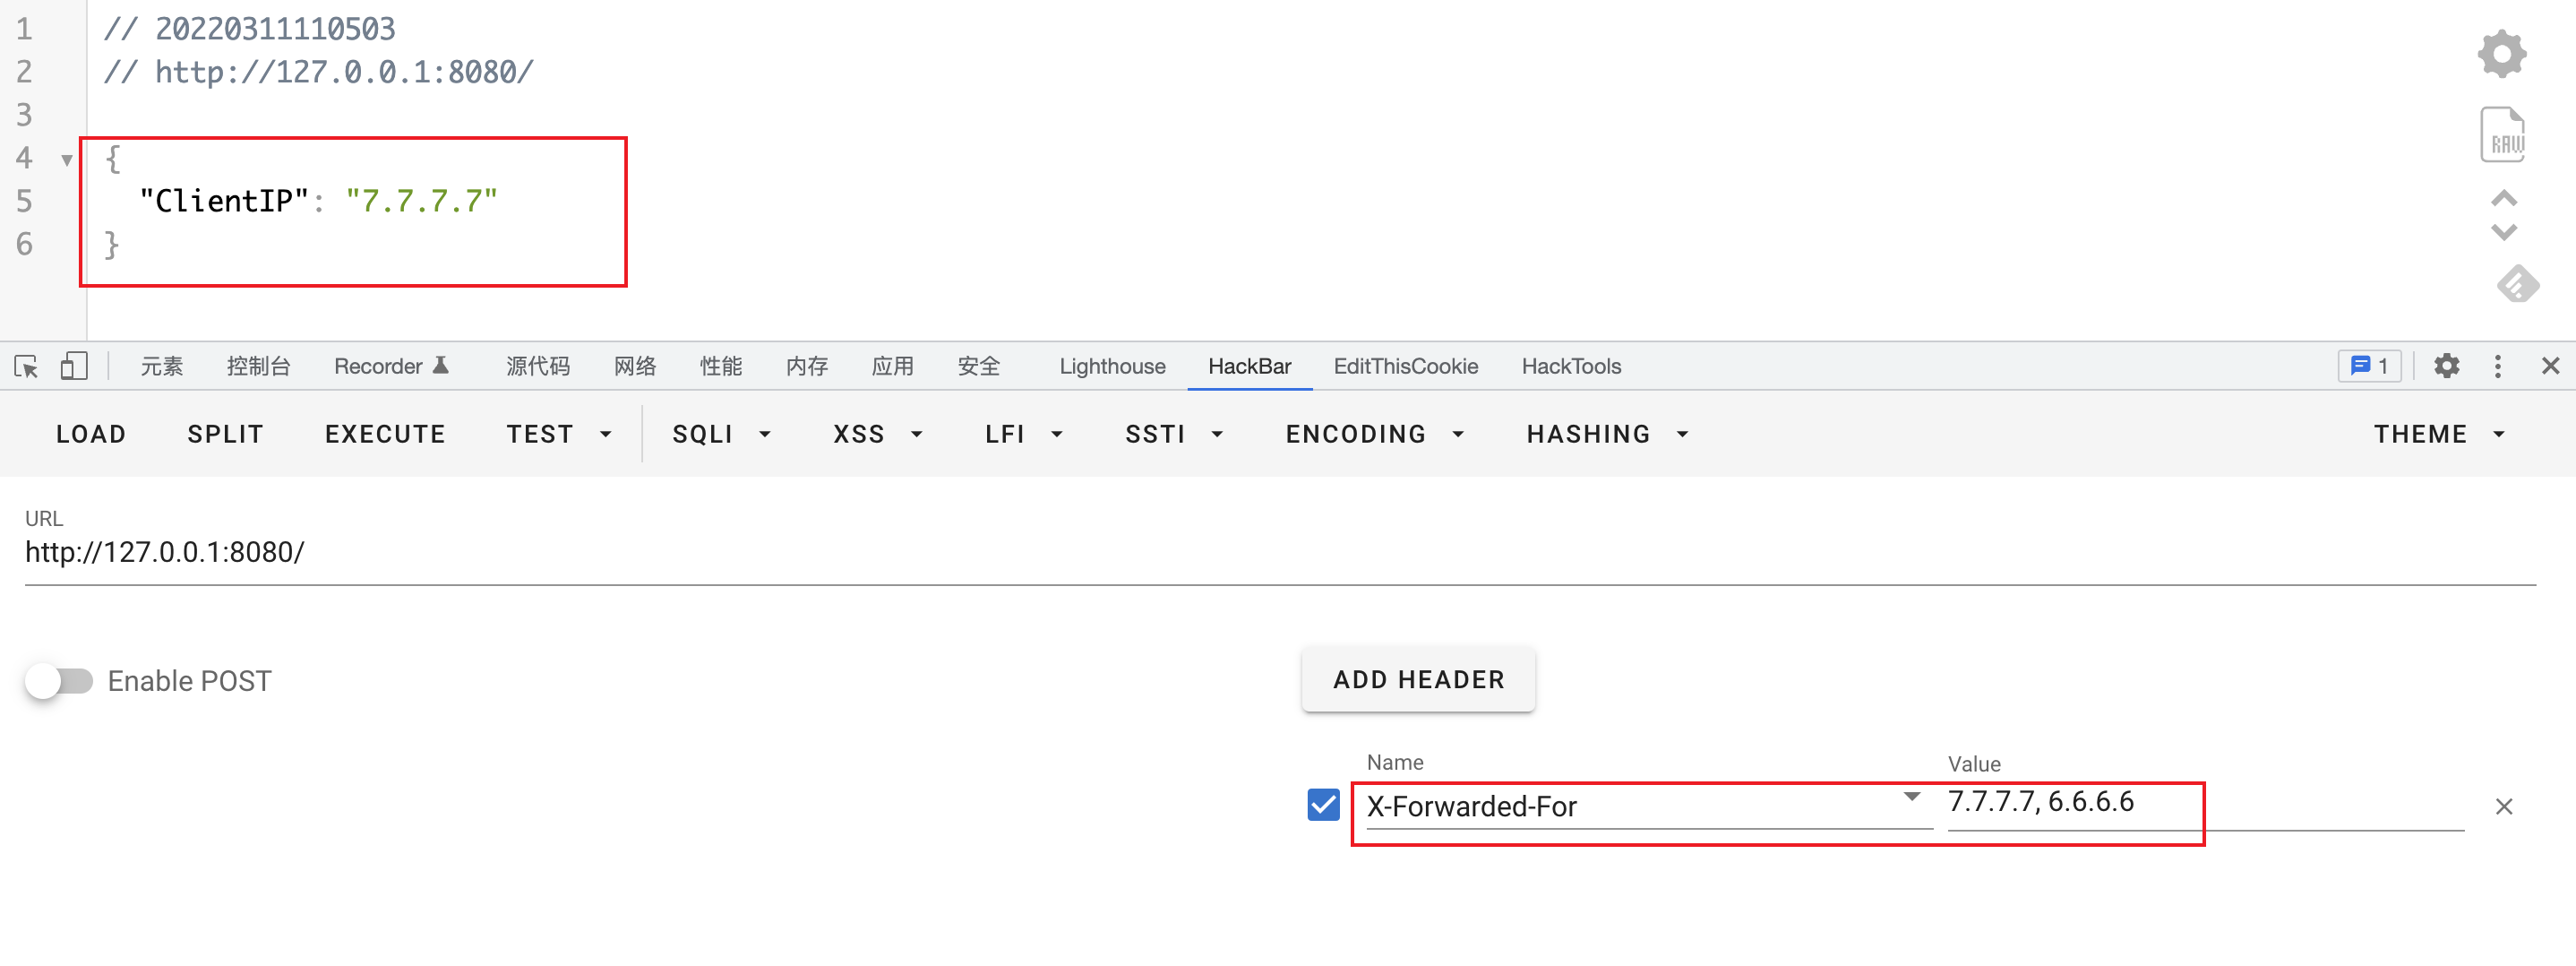 1 // 20220311110503
2 // http://127.0.0.1:8080/
3
4 {
5 "ClientIP": "7.7.7.7"
6 }
RAW
元素 控制台 Recorder 源代码 网络 性能 内存 应用 安全 Lighthouse HackBar EditThisCookie HackTools 1
LOAD SPLIT EXECUTE TEST SQLI XSS LFI SSTI ENCODING HASHING THEME
URL
http://127.0.0.1:8080/
Enable POST ADD HEADER
Name Value
X-Forwarded-For 7.7.7.7, 6.6.6.6